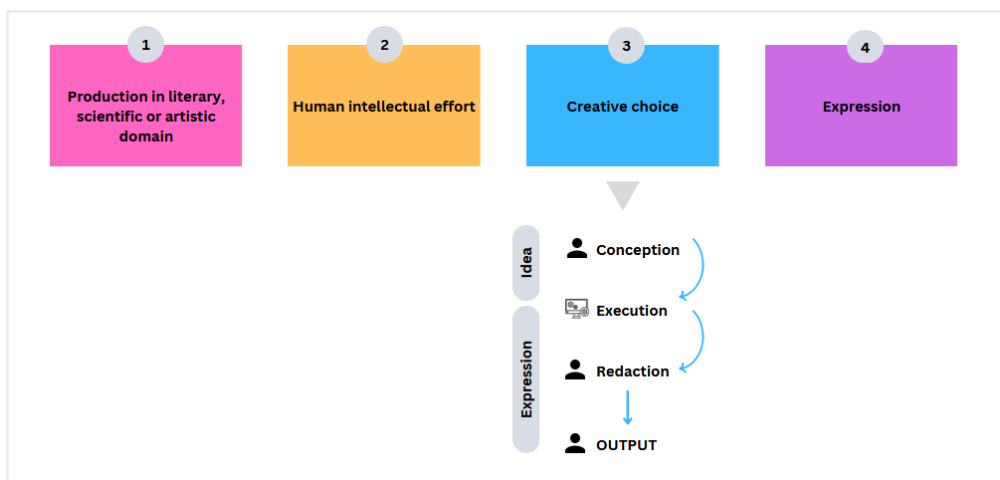 1
Production in literary,
scientific or artistic
domain
2
Human intellectual effort
3
Creative choice
4
Expression
Idea
Conception
Execution
Expression
Redaction
OUTPUT